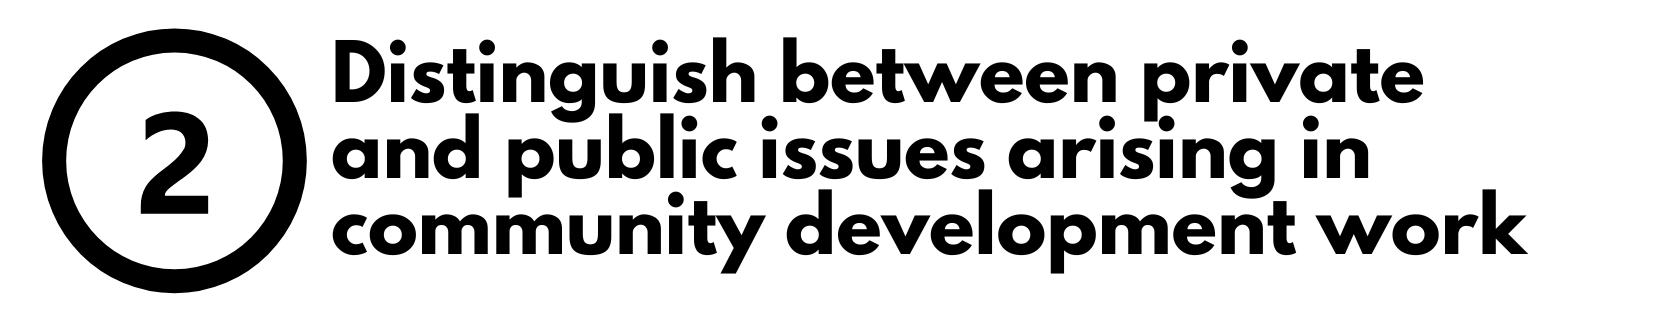 2
Distinguish between private
and public issues arising in
community development work